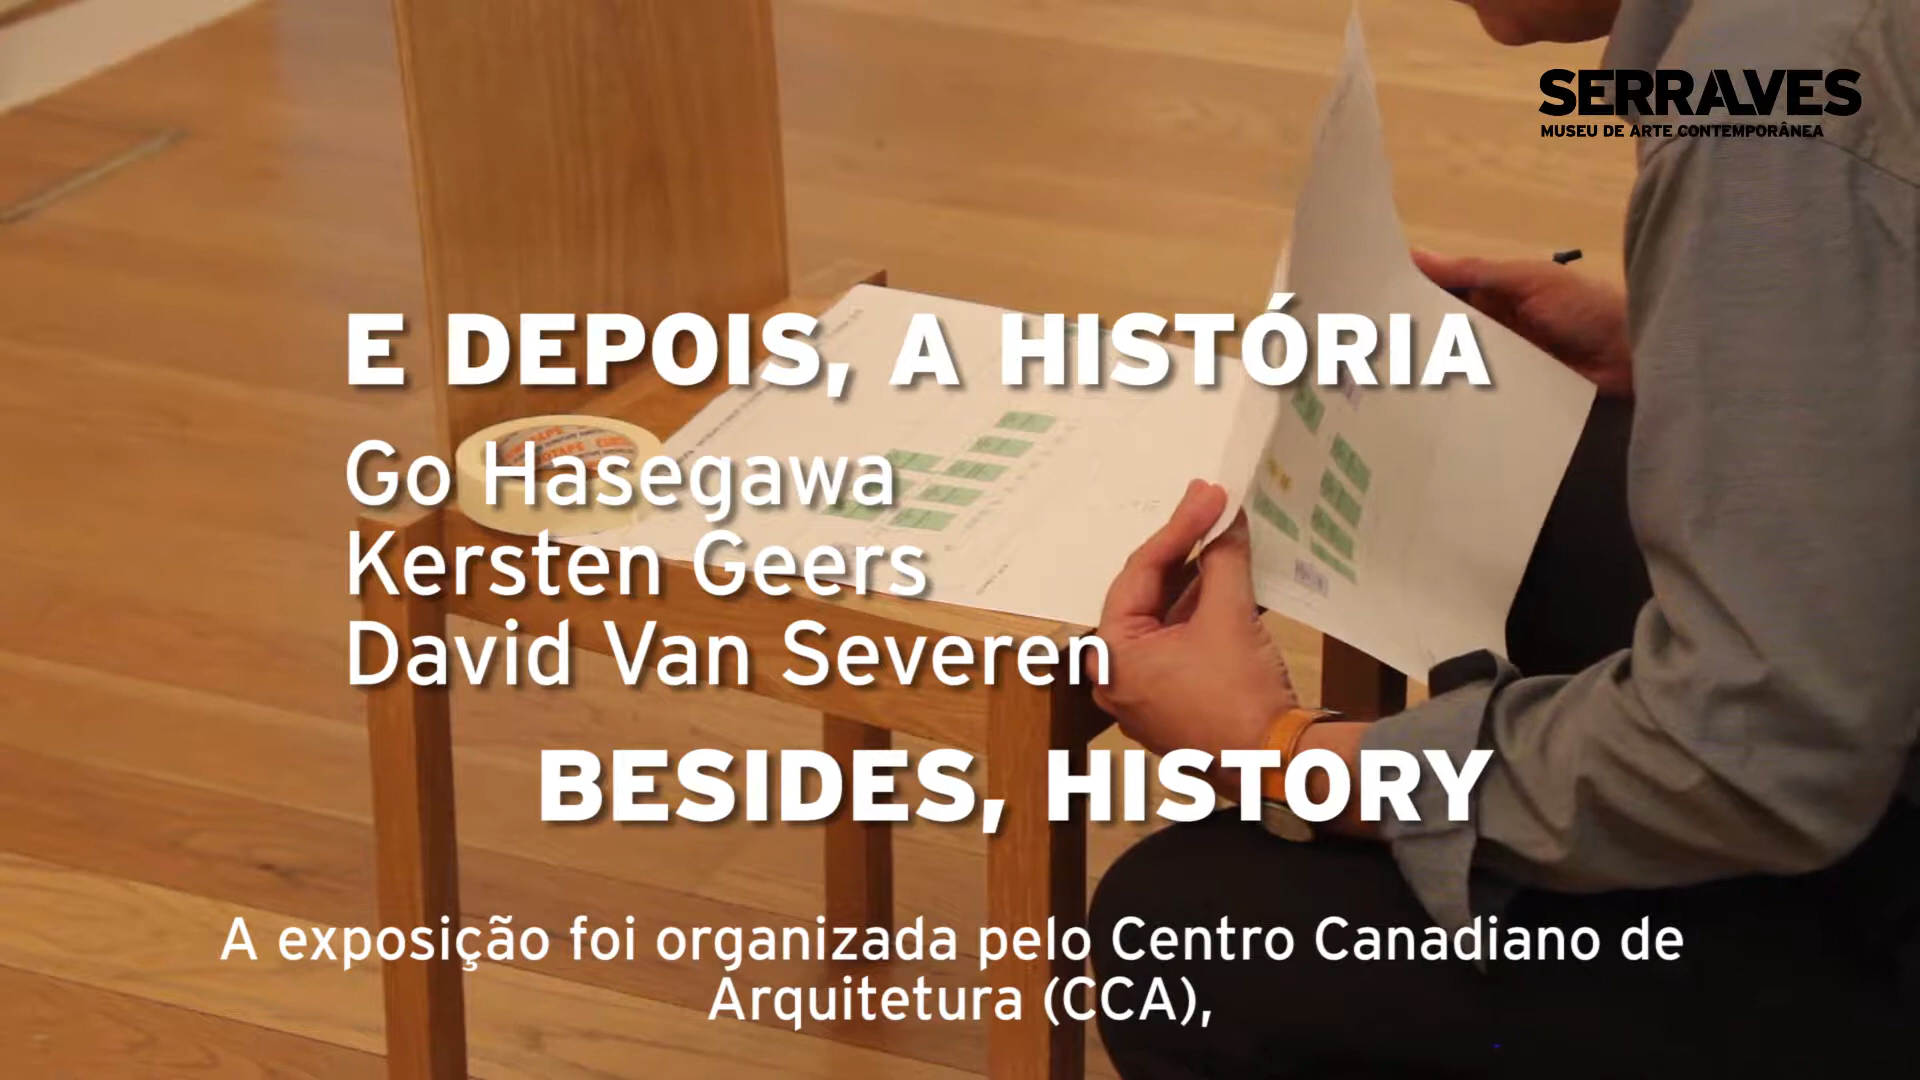 SERRALVES
MUSEU DE ARTE CONTEMPORÂNEA
E DEPOIS, A HISTÓRIA
Go Hasegawa
Kersten Geers
David Van Severen
BESIDES, HISTORY
A exposição foi organizada pelo Centro Canadiano de
Arquitetura (CCA),